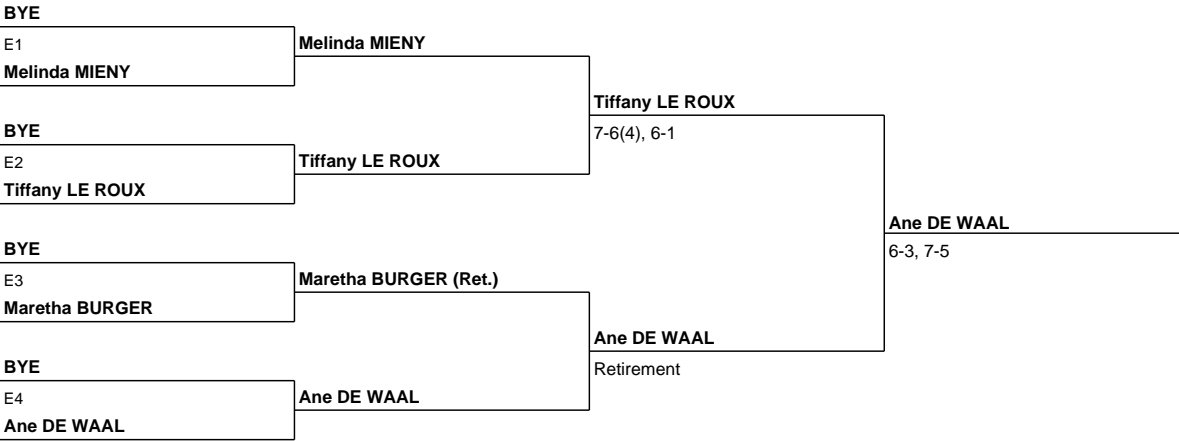 BYE
E1
Melinda MIENY
Melinda MIENY
BYE
E2
Tiffany LE ROUX
Tiffany LE ROUX
Tiffany LE ROUX
7-6(4), 6-1
BYE
E3
Maretha BURGER
Maretha BURGER (Ret.)
BYE
E4
Ane DE WAAL
Ane DE WAAL
Ane DE WAAL
Retirement
Ane DE WAAL
6-3, 7-5